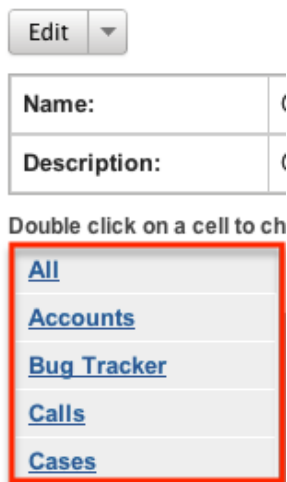 Edit
Name:
Description:
Double click on a cell to ch
All
Accounts
Bug Tracker
Calls
Cases